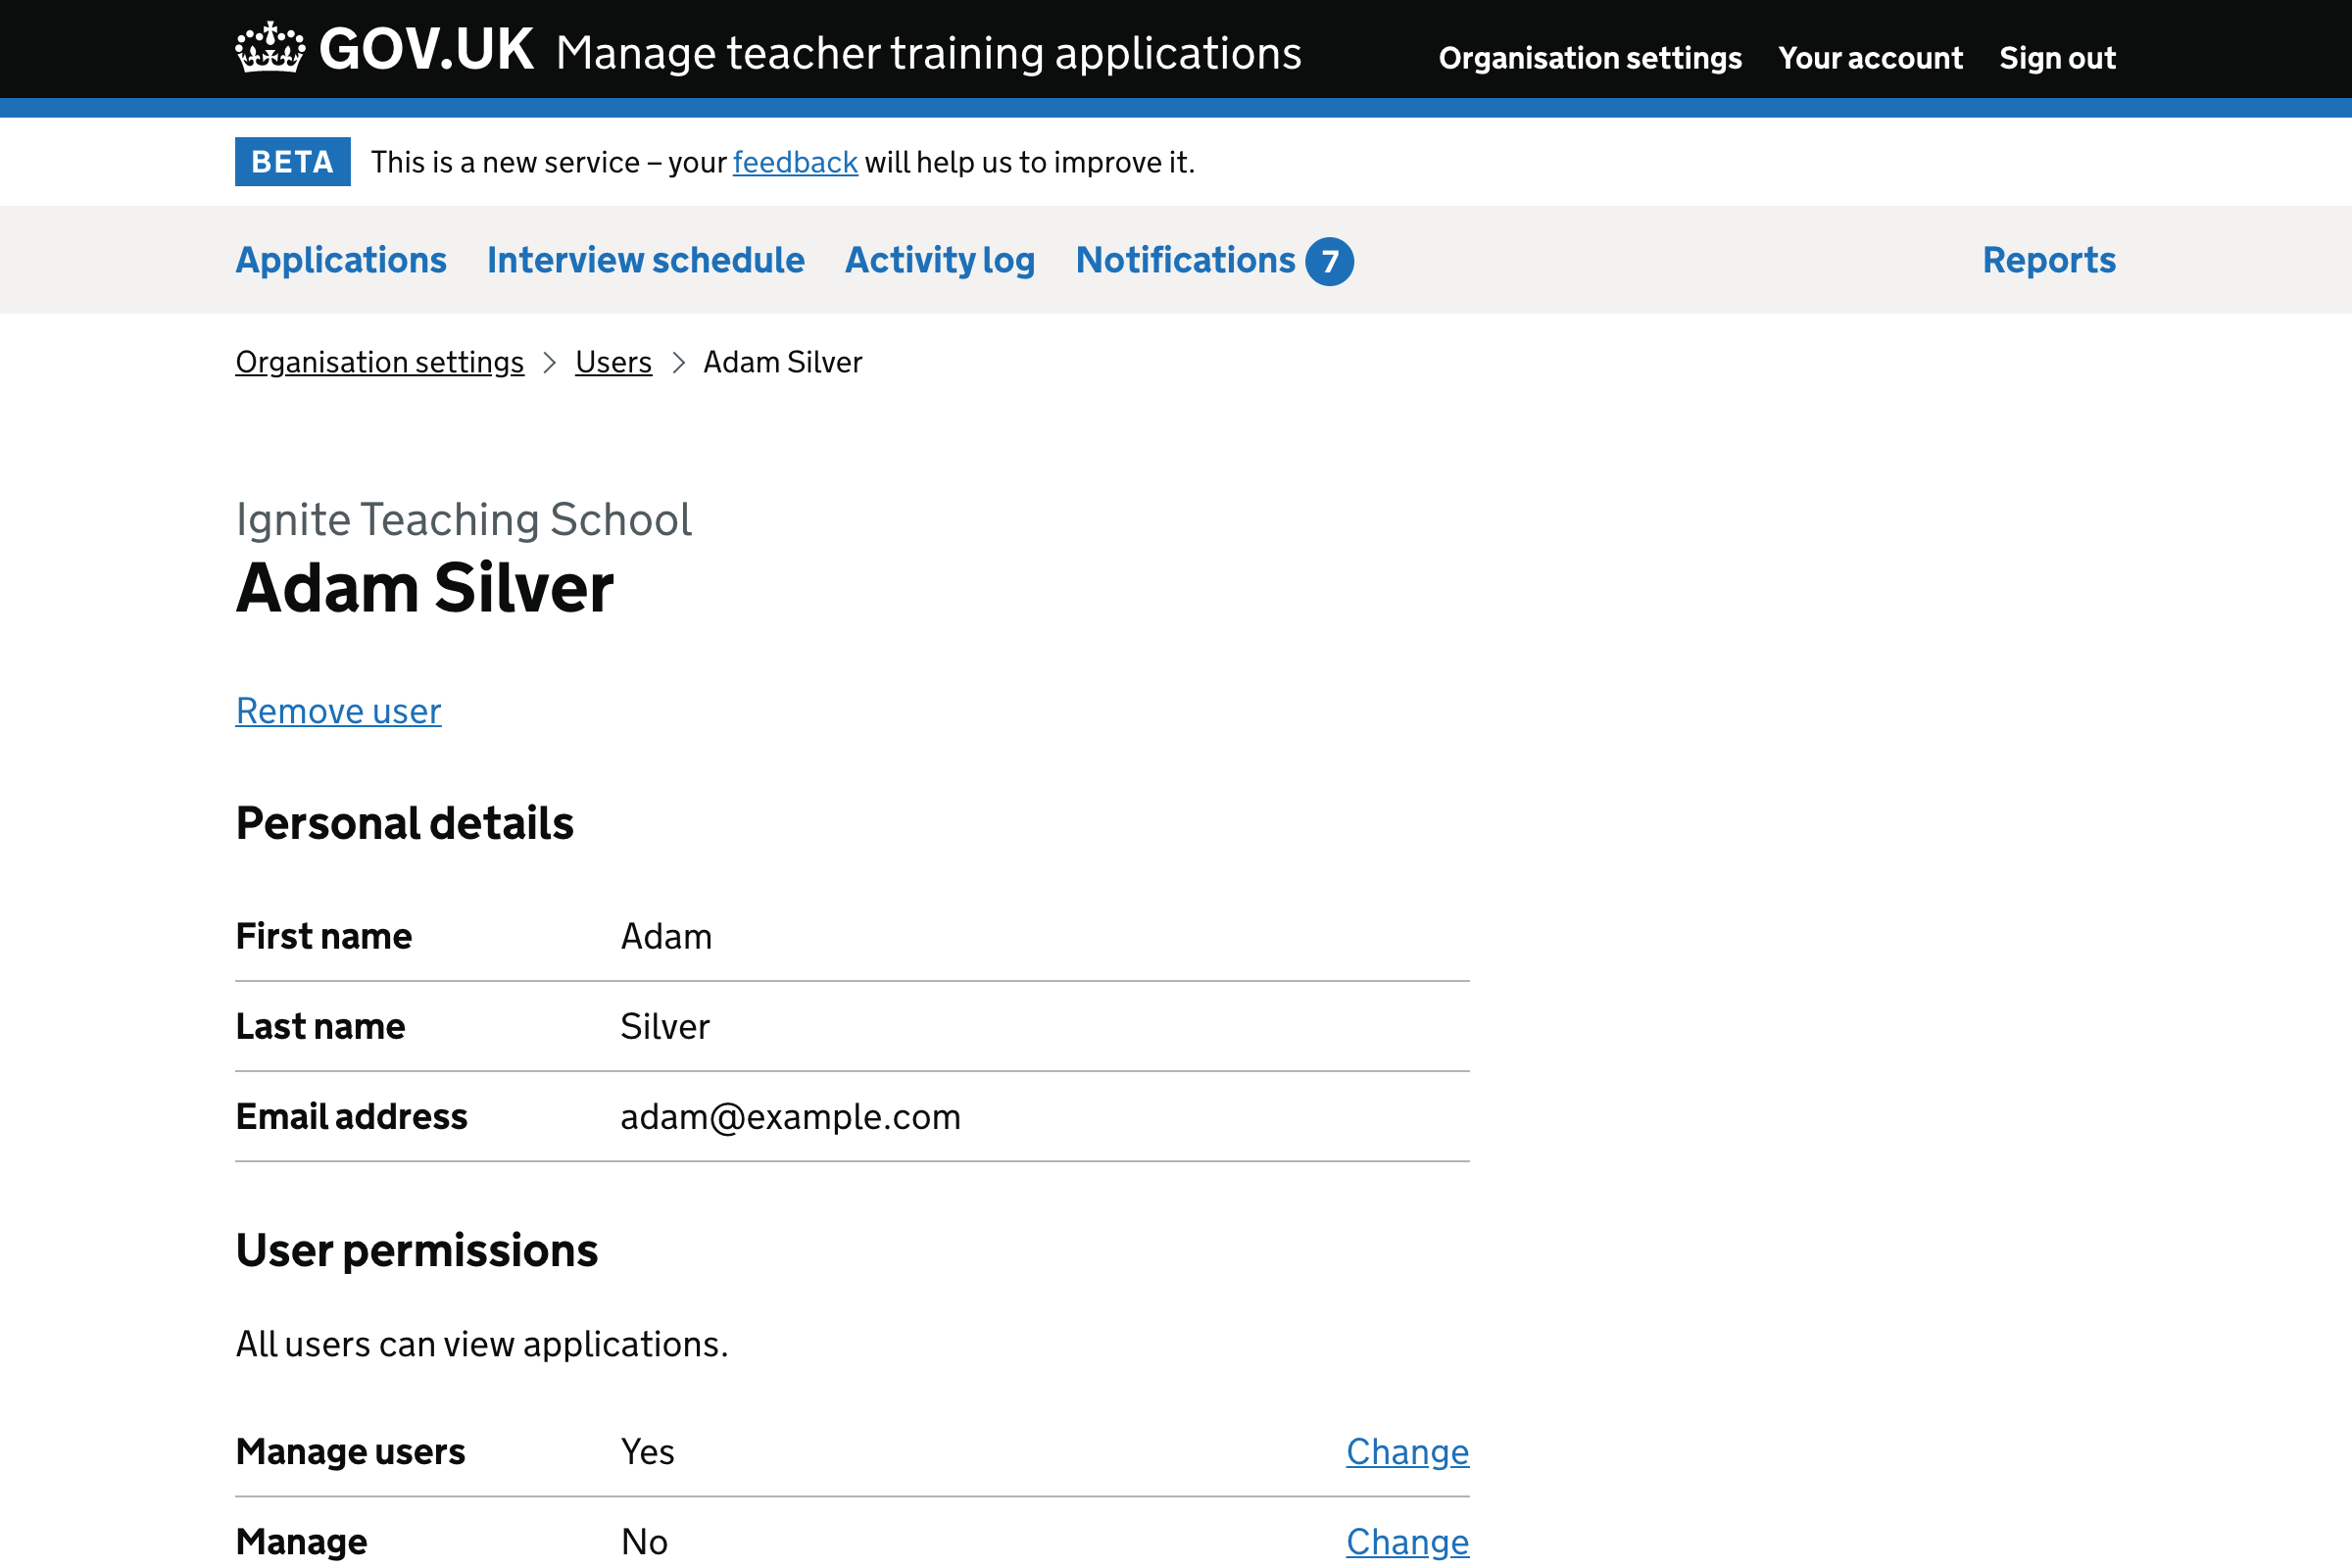 GOV.UK Manage teacher training applications Organisation settings Your account Sign out
BETA This is a new service – your feedback will help us to improve it.
Applications Interview schedule Activity log Notifications 7 Reports
Organisation settings > Users > Adam Silver
Ignite Teaching School
Adam Silver
Remove user
Personal details
First name Adam
Last name Silver
Email address adam@example.com
User permissions
All users can view applications.
Manage users Yes Change
Manage No Change